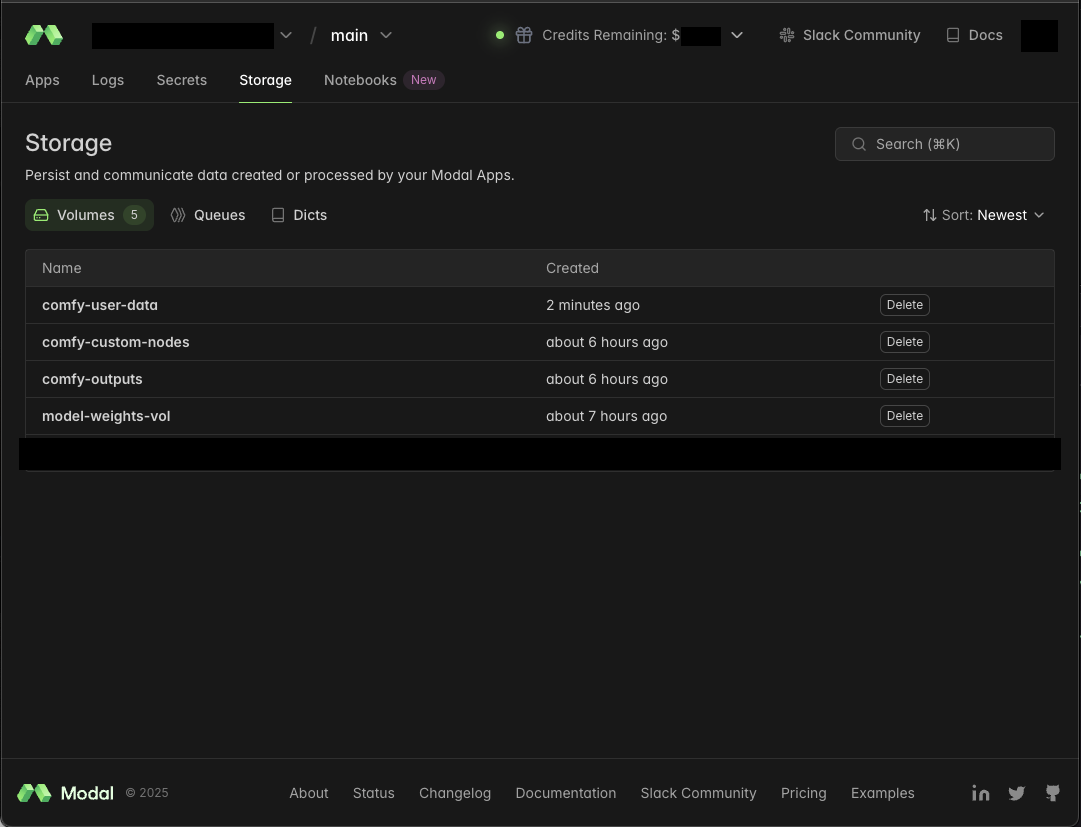 main Credits Remaining: $ Slack Community Docs
Apps Logs Secrets Storage Notebooks New
Storage
Search (⌘K)
Persist and communicate data created or processed by your Modal Apps.
Volumes 5 Queues Dicts Sort: Newest
Name Created
comfy-user-data 2 minutes ago Delete
comfy-custom-nodes about 6 hours ago Delete
comfy-outputs about 6 hours ago Delete
model-weights-vol about 7 hours ago Delete
Modal © 2025 About Status Changelog Documentation Slack Community Pricing Examples